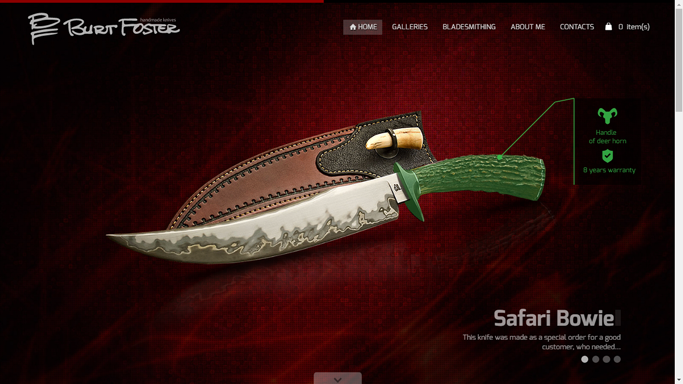 BF Burt Foster
handmade knives
HOME GALLERIES BLADESMITHING ABOUT ME CONTACTS 0 item(s)
Handle
of deer horn
8 years warranty
Safari Bowie
This knife was made as a special order for a good
customer, who needed...